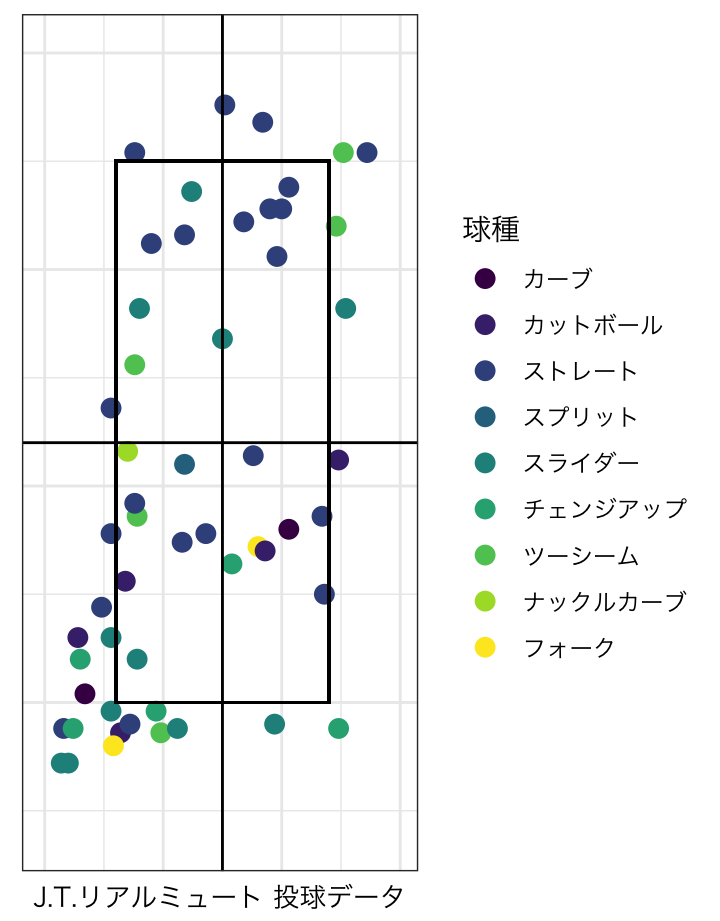 球種
カーブ
カットボール
ストレート
スプリット
スライダー
チェンジアップ
ツーシーム
ナックルカーブ
フォーク
J.T.リアルミュート 投球データ